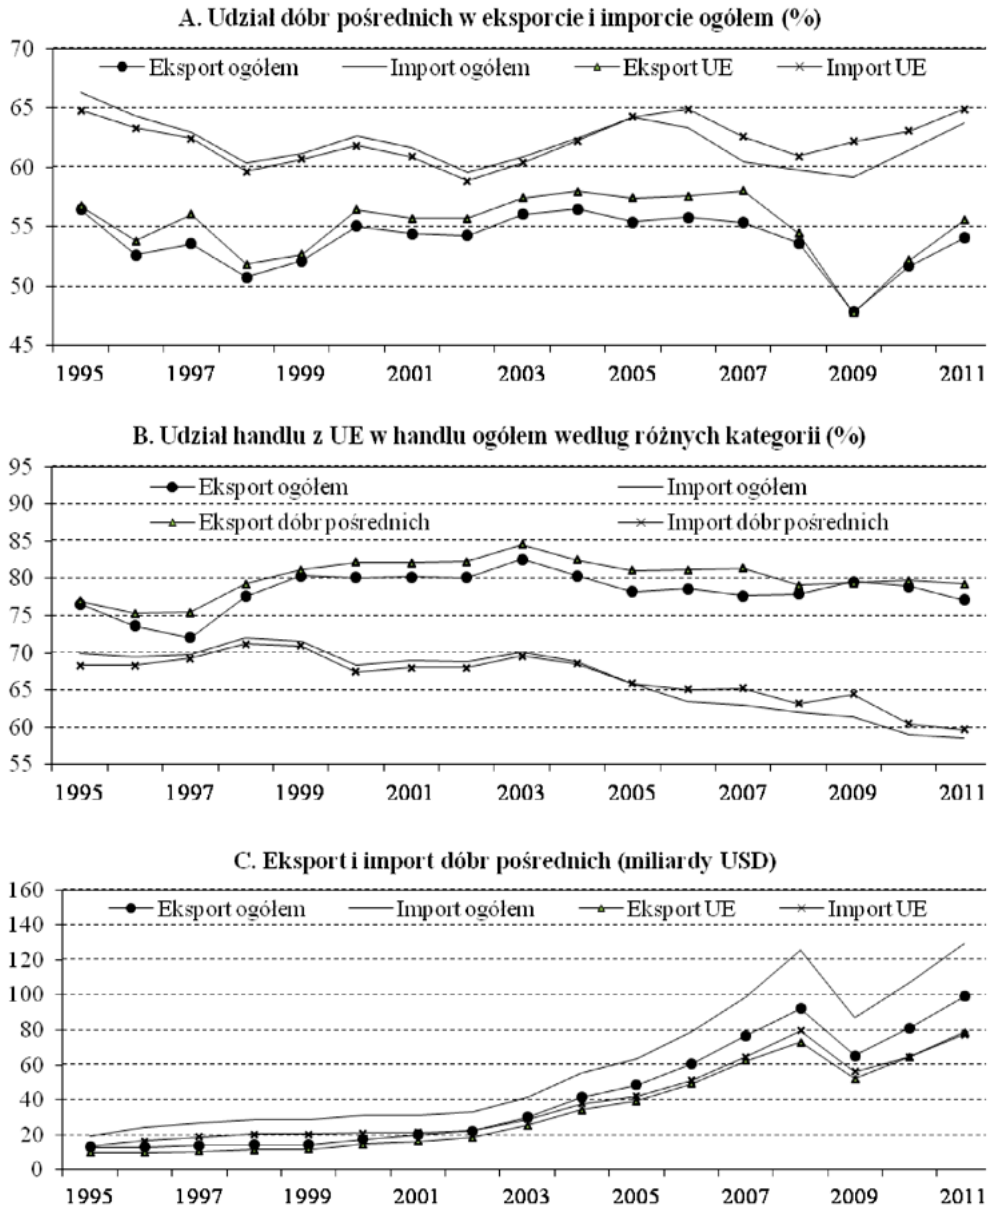 A. Udział dóbr pośrednich w eksporcie i imporcie ogółem (%)
70
Eksport ogółem Import ogółem Eksport UE Import UE
65
60
55
50
45
1995 1997 1999 2001 2003 2005 2007 2009 2011
B. Udział handlu z UE w handlu ogółem według różnych kategorii (%)
95
Eksport ogółem Import ogółem
90
Eksport dóbr pośrednich Import dóbr pośrednich
85
80
75
70
65
60
55
1995 1997 1999 2001 2003 2005 2007 2009 2011
C. Eksport i import dóbr pośrednich (miliardy USD)
160
Eksport ogółem Import ogółem Eksport UE Import UE
140
120
100
80
60
40
20
0
1995 1997 1999 2001 2003 2005 2007 2009 2011